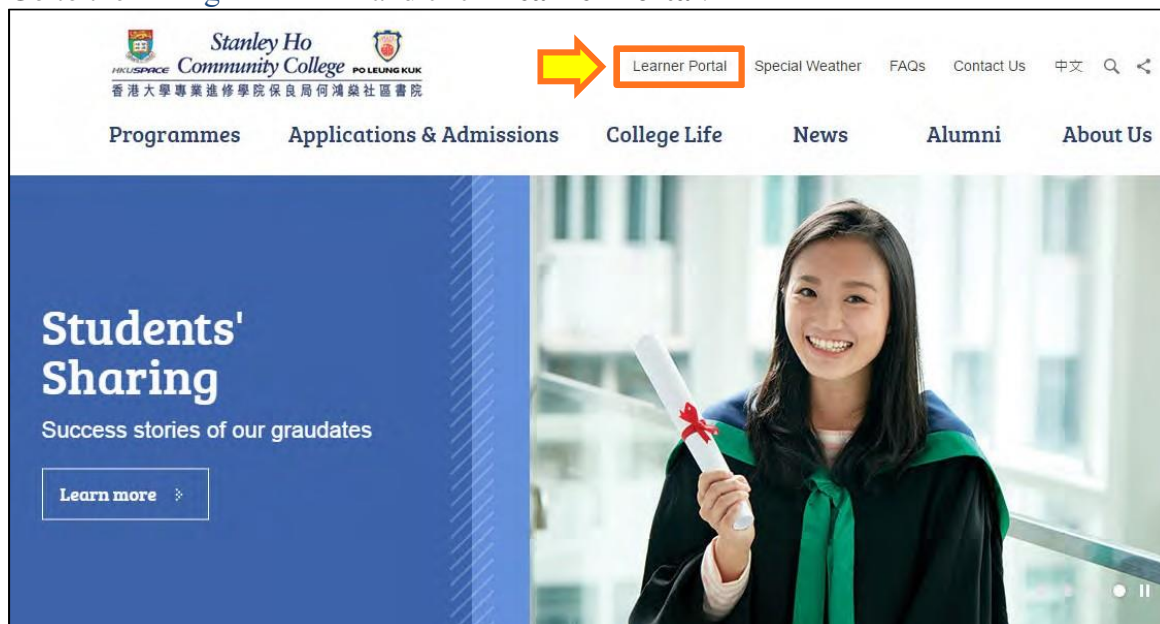 Stanley Ho
Community College
HKU SPACE
PO LEUNG KUK
香港大學專業進修學院保良局何鴻燊社區書院
Learner Portal
Special Weather
FAQs
Contact Us
中文
Programmes
Applications & Admissions
College Life
News
Alumni
About Us
Students'
Sharing
Success stories of our graudates
Learn more